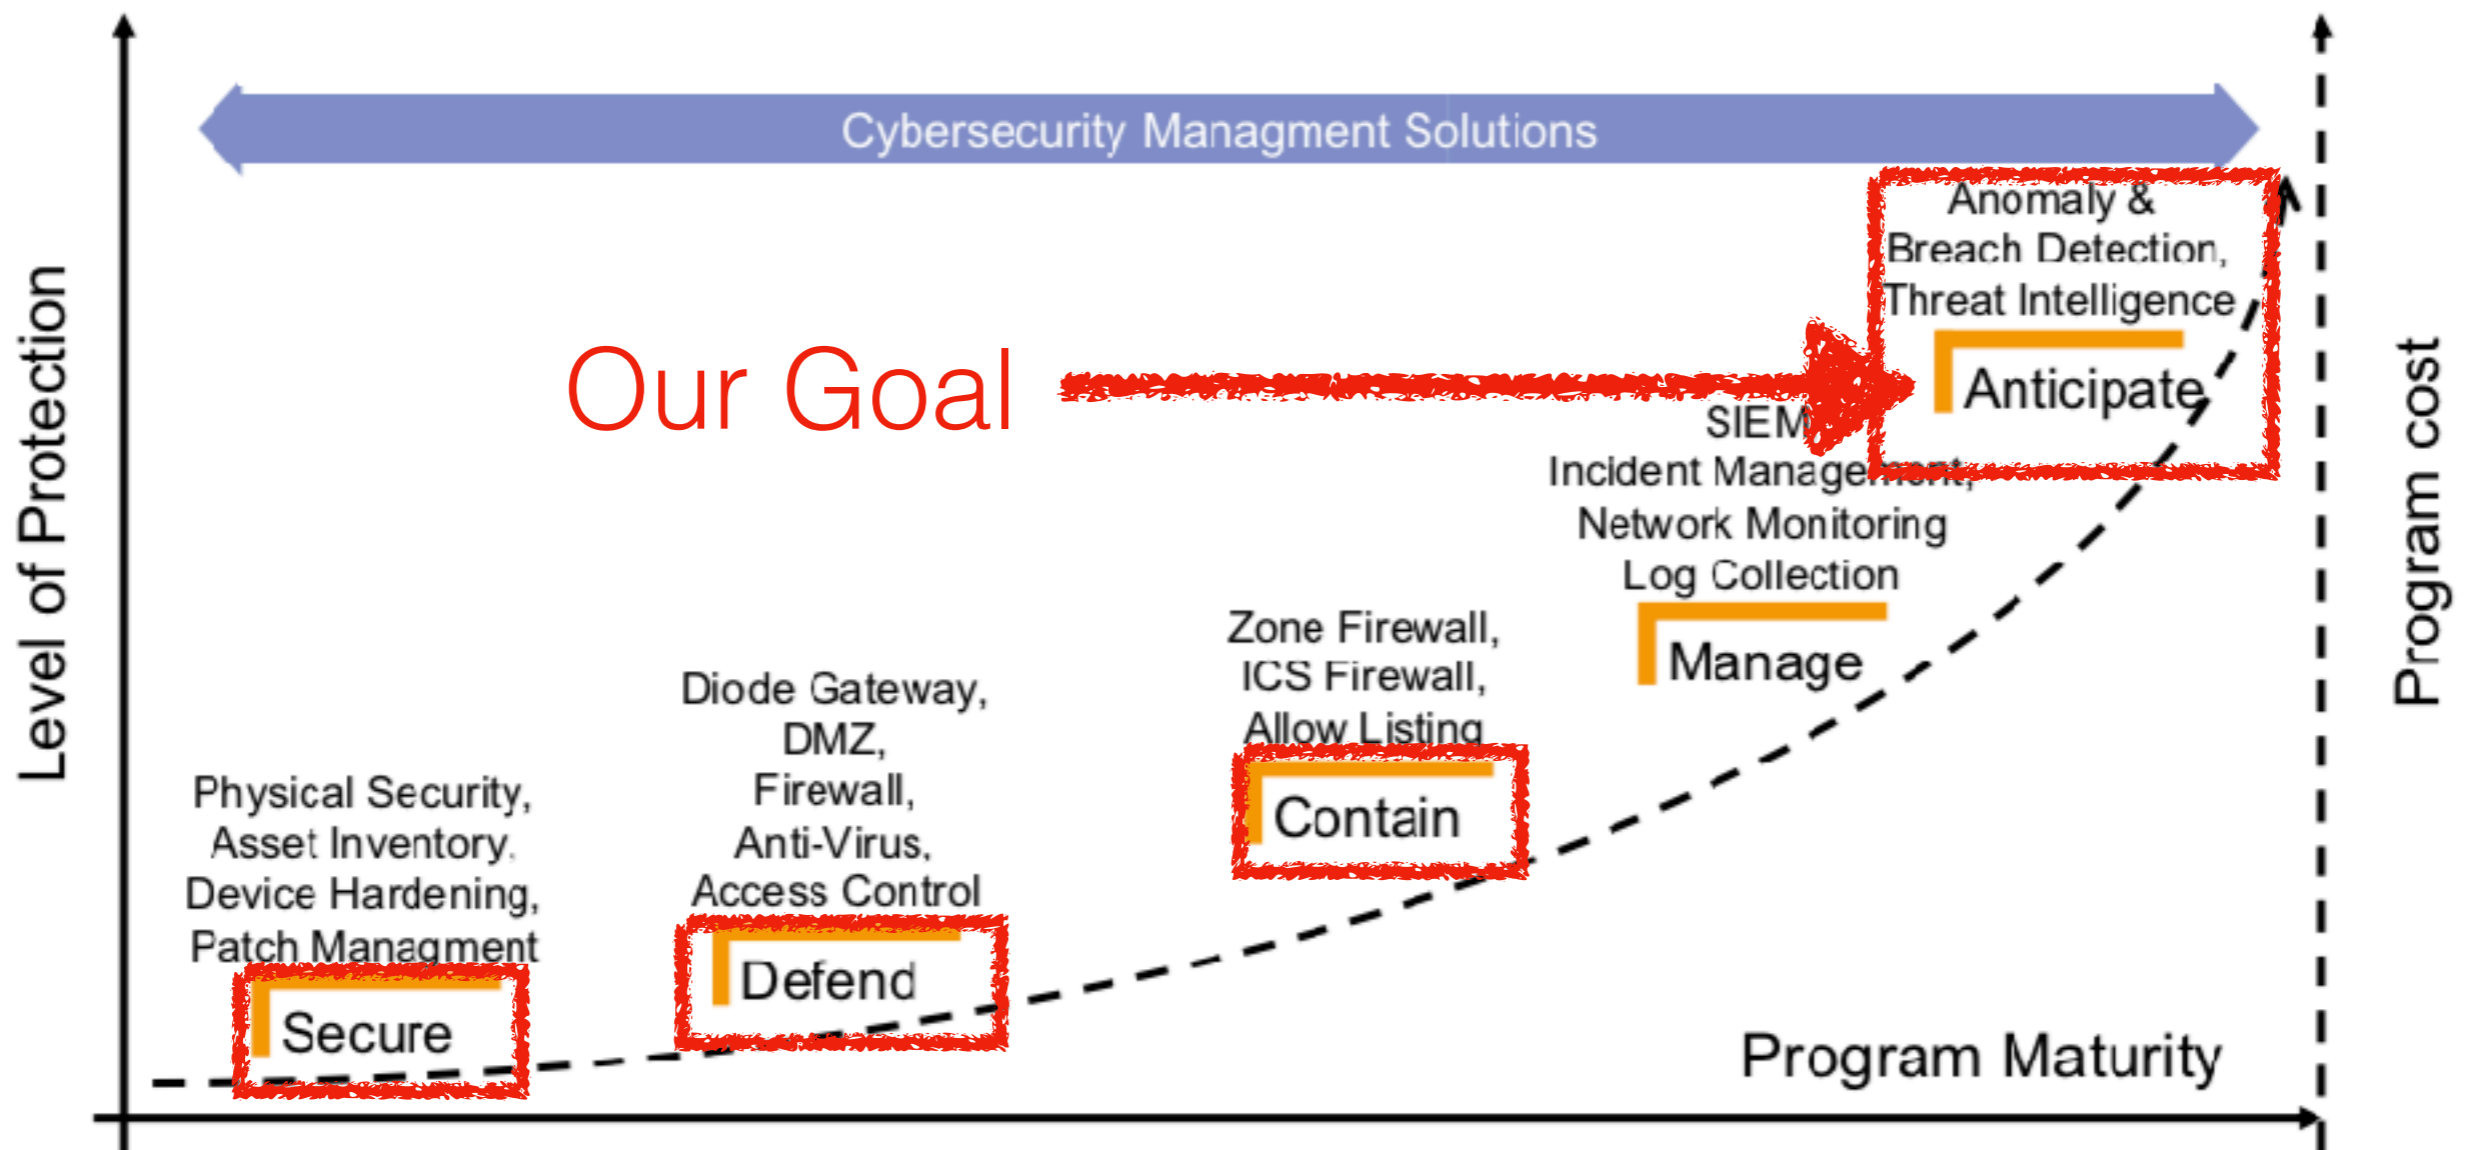 Cybersecurity Managment Solutions
Level of Protection
Program cost
Our Goal
Anomaly &
Breach Detection,
Threat Intelligence
Anticipate
SIEM
Incident Management,
Network Monitoring
Log Collection
Manage
Zone Firewall,
ICS Firewall,
Allow Listing
Contain
Diode Gateway,
DMZ,
Firewall,
Anti-Virus,
Access Control
Defend
Physical Security,
Asset Inventory,
Device Hardening,
Patch Managment
Secure
Program Maturity